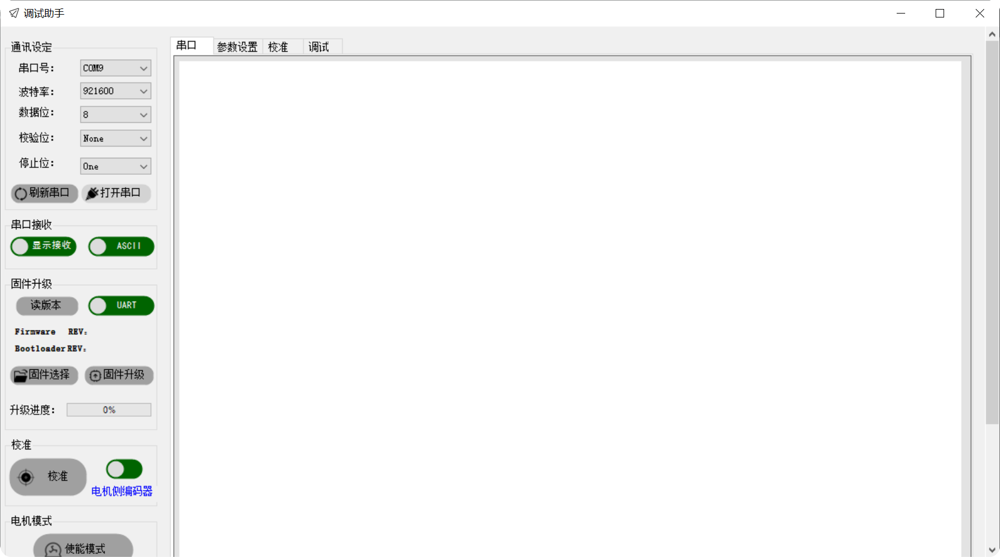 调试助手
串口 参数设置 校准 调试
通讯设定
串口号: COM9
波特率: 921600
数据位: 8
校验位: None
停止位: One
刷新串口 打开串口
串口接收
显示接收 ASCII
固件升级
读版本 UART
Firmware REV:
Bootloader REV:
固件选择 固件升级
升级进度: 0%
校准
校准
电机侧编码器
电机模式
使能模式